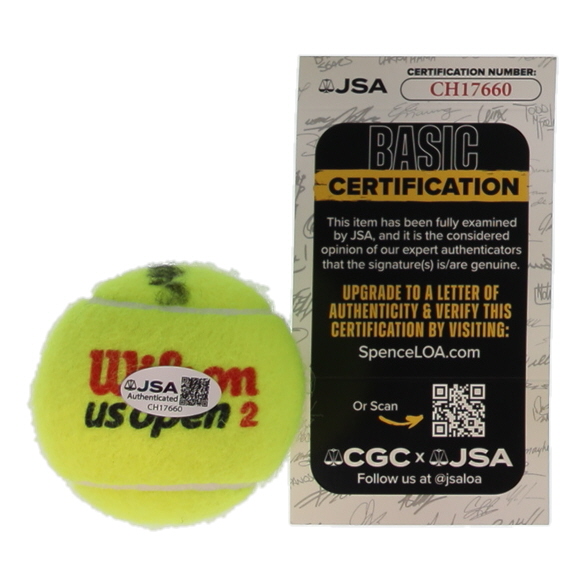 JSA
CERTIFICATION NUMBER:
CH17660
BASIC
CERTIFICATION
This item has been fully examined
by JSA, and it is the considered
opinion of our expert authenticators
that the signature(s) is/are genuine.
UPGRADE TO A LETTER OF
AUTHENTICITY & VERIFY THIS
CERTIFICATION BY VISITING:
SpenceLOA.com
Or Scan
CGC x JSA
Follow us at @jsaloa
Wilson
JSA
Authenticated
CH17660
us open 2